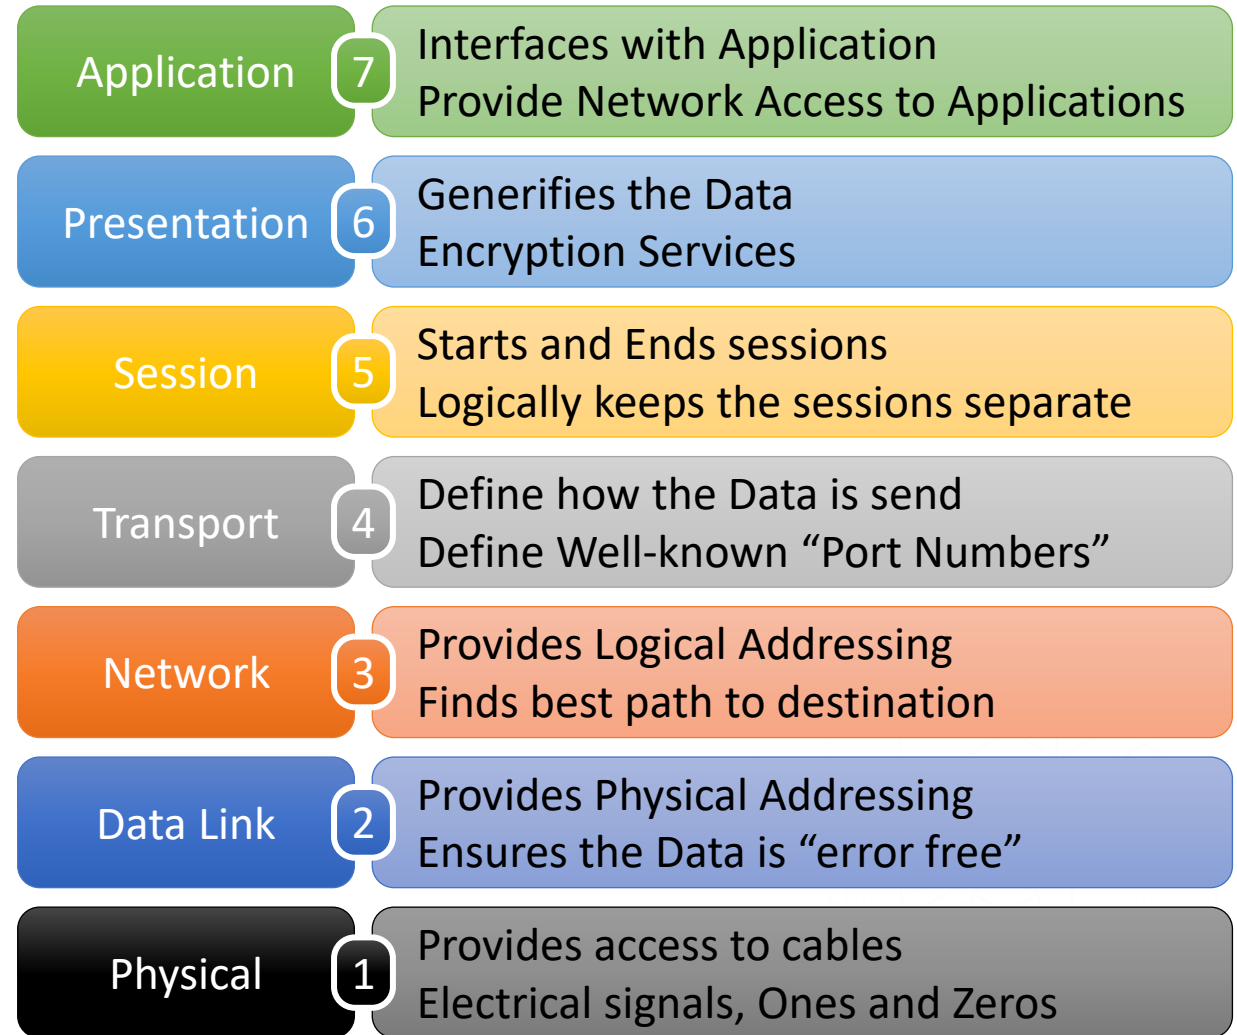 Application
7
Interfaces with Application
Provide Network Access to Applications
Presentation
6
Generifies the Data
Encryption Services
Session
5
Starts and Ends sessions
Logically keeps the sessions separate
Transport
4
Define how the Data is send
Define Well-known “Port Numbers”
Network
3
Provides Logical Addressing
Finds best path to destination
Data Link
2
Provides Physical Addressing
Ensures the Data is “error free”
Physical
1
Provides access to cables
Electrical signals, Ones and Zeros